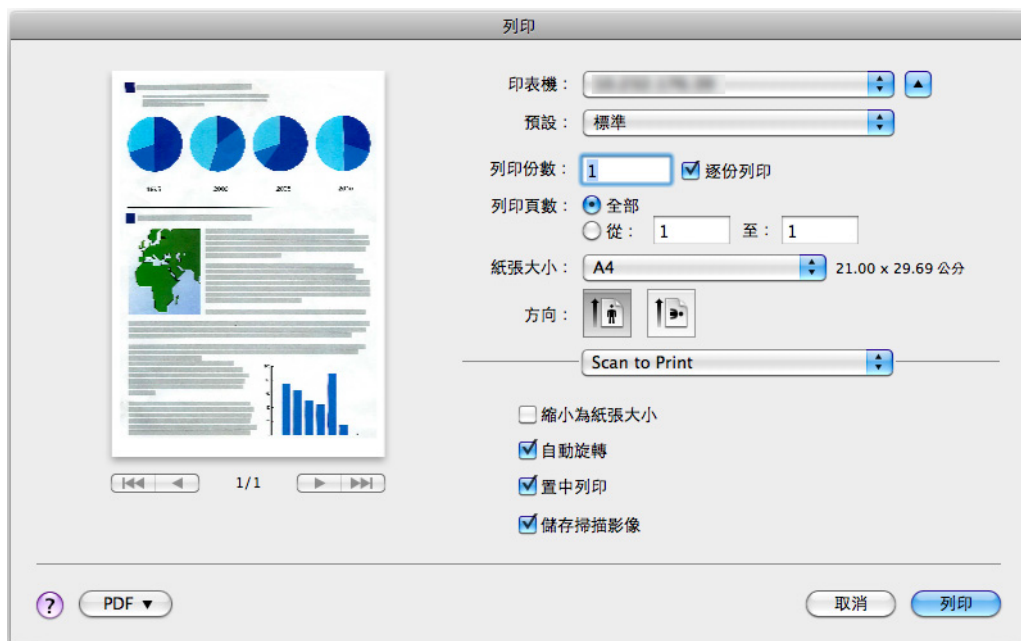 列印
印表機：
預設： 標準
列印份數： 1 逐份列印
列印頁數： 全部
從： 1 至： 1
紙張大小： A4 21.00 x 29.69 公分
方向：
Scan to Print
縮小為紙張大小
自動旋轉
置中列印
儲存掃描影像
1/1
? PDF ▼ 取消 列印